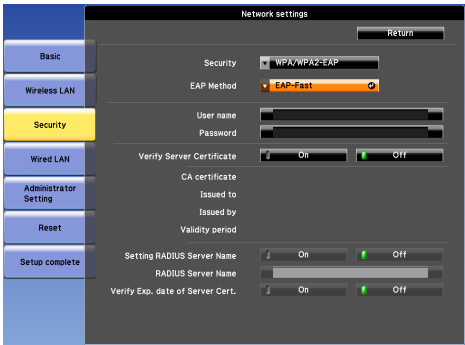 Network settings
Return
Basic
Wireless LAN
Security
Wired LAN
Administrator
Setting
Reset
Setup complete
Security WPA/WPA2-EAP
EAP Method EAP-Fast
User name
Password
Verify Server Certificate On Off
CA certificate
Issued to
Issued by
Validity period
Setting RADIUS Server Name On Off
RADIUS Server Name
Verify Exp. date of Server Cert. On Off